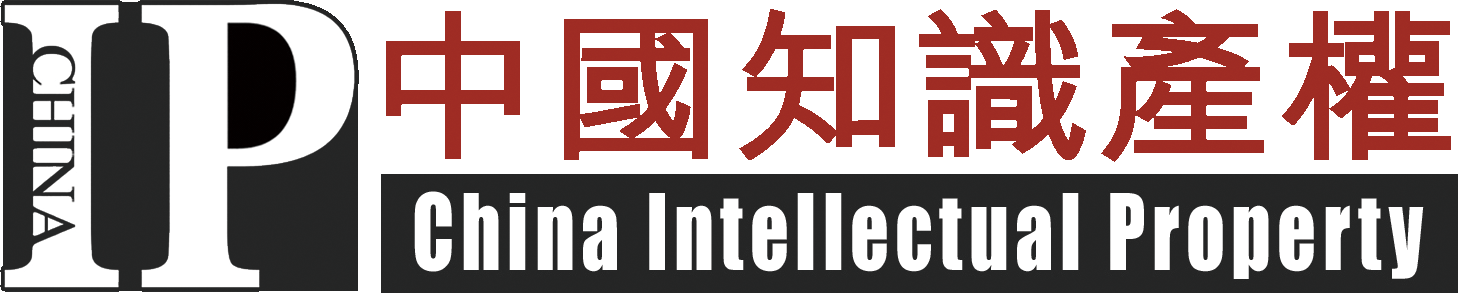 IP
CHINA
中國知識產權
China Intellectual Property